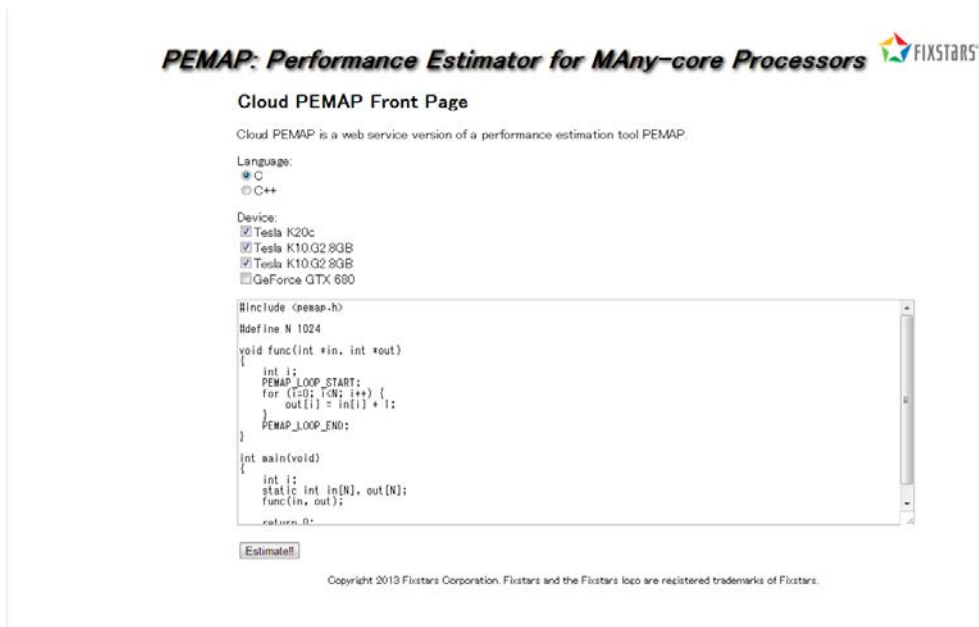 PEMAP: Performance Estimator for MAny-core Processors
FIXSTARS
Cloud PEMAP Front Page
Cloud PEMAP is a web service version of a performance estimation tool PEMAP.
Language:
C
C++
Device:
Tesla K20c
Tesla K10.G2.8GB
Tesla K10.G2.8GB
GeForce GTX 680
#include <pemap.h>
#define N 1024
void func(int *in, int *out)
{
int i;
PEMAP_LOOP_START;
for (i=0; i<N; i++) {
out[i] = in[i] + 1;
}
PEMAP_LOOP_END;
}
int main(void)
{
int i;
static int in[N], out[N];
func(in, out);
return 0;
Estimate!!
Copyright 2013 Fixstars Corporation. Fixstars and the Fixstars logo are registered trademarks of Fixstars.